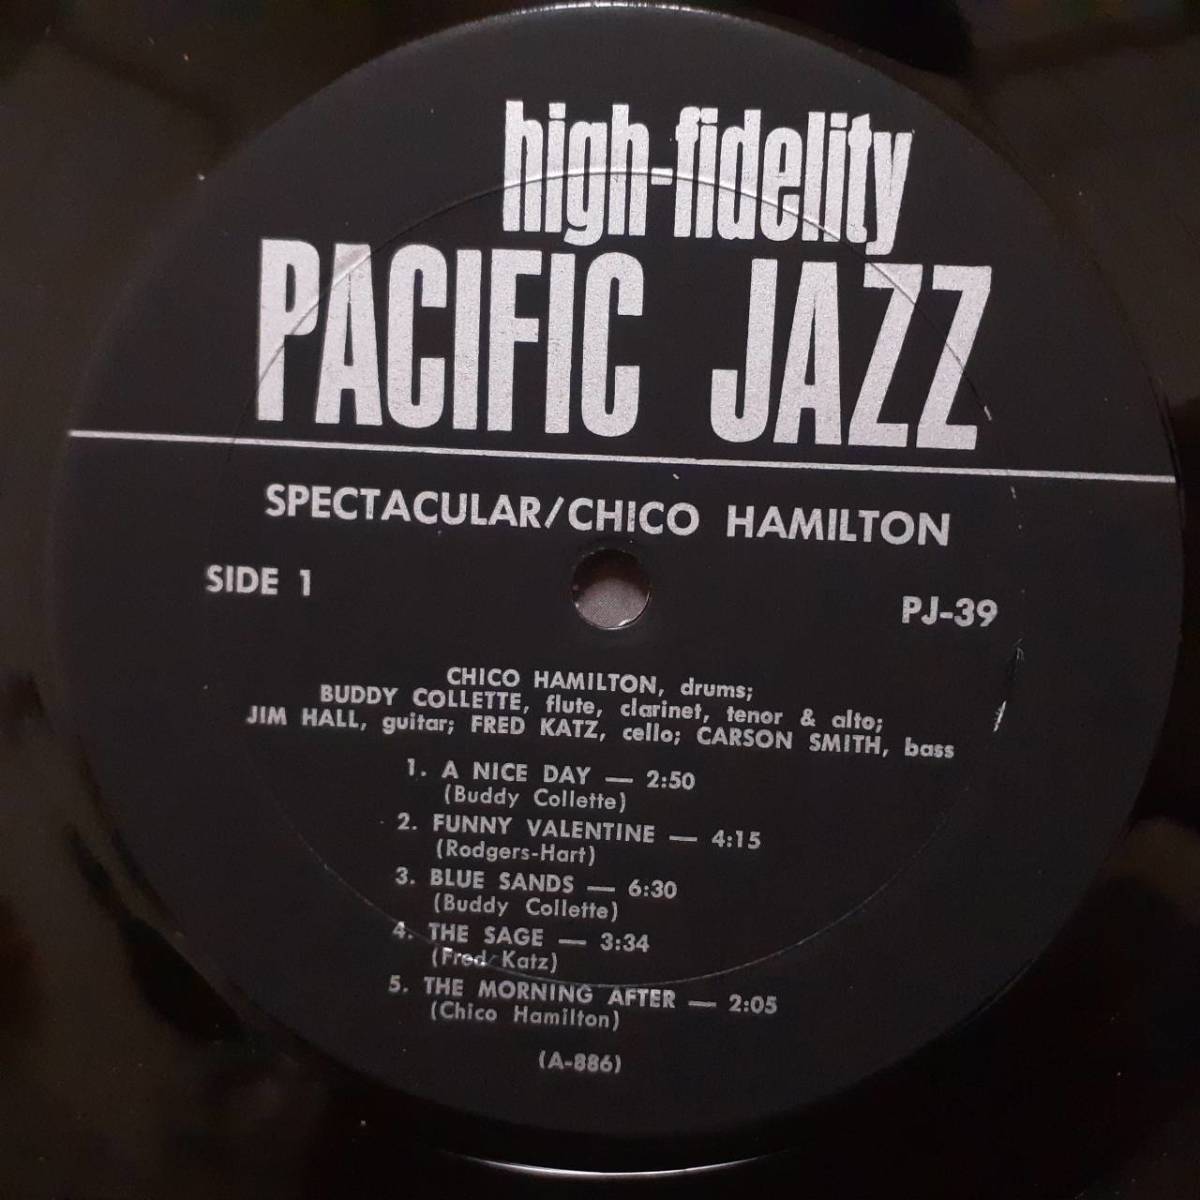 high-fidelity
PACIFIC JAZZ
SPECTACULAR/CHICO HAMILTON
SIDE 1
PJ-39
CHICO HAMILTON, drums;
BUDDY COLLETTE, flute, clarinet, tenor & alto;
JIM HALL, guitar; FRED KATZ, cello; CARSON SMITH, bass
1. A NICE DAY — 2:50
(Buddy Collette)
2. FUNNY VALENTINE — 4:15
(Rodgers-Hart)
3. BLUE SANDS — 6:30
(Buddy Collette)
4. THE SAGE — 3:34
(Fred Katz)
5. THE MORNING AFTER — 2:05
(Chico Hamilton)
(A-886)